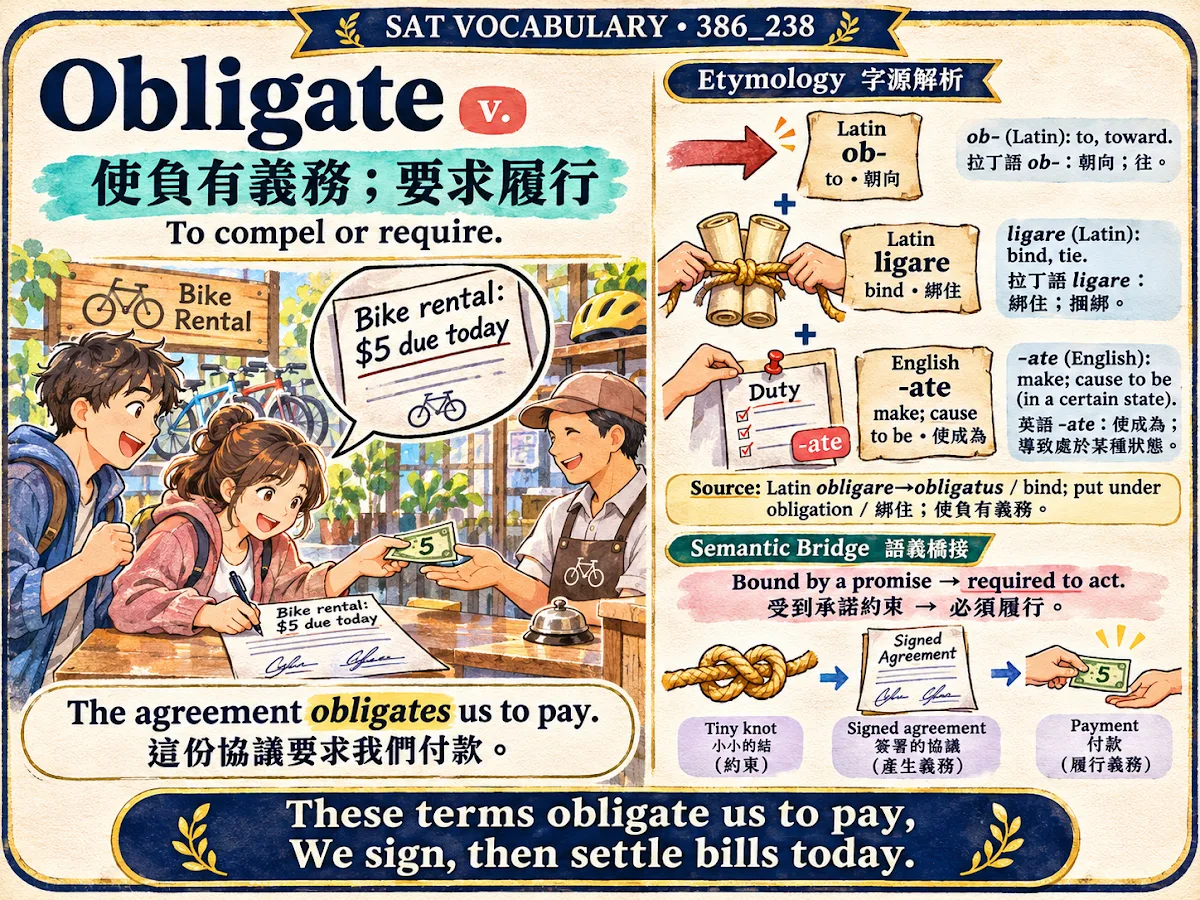 SAT VOCABULARY • 386_238
Obligate v.
使負有義務；要求履行
To compel or require.
Bike
Rental
Bike rental:
$5 due today
5
Bike rental:
$5 due today
The agreement obligates us to pay.
這份協議要求我們付款。
Etymology 字源解析
Latin
ob-
to • 朝向
ob- (Latin): to, toward.
拉丁語 ob-：朝向；往。
+
Latin
ligare
bind • 綁住
ligare (Latin):
bind, tie.
拉丁語 ligare：
綁住；捆綁。
+
Duty
-ate
English
-ate
make; cause
to be • 使成為
-ate (English):
make; cause to be
(in a certain state).
英語 -ate：使成為；
導致處於某種狀態。
Source: Latin obligare→obligatus / bind; put under
obligation / 綁住；使負有義務。
Semantic Bridge 語義橋接
Bound by a promise → required to act.
受到承諾約束 → 必須履行。
Signed
Agreement
5
Tiny knot
小小的結
（約束）
Signed agreement
簽署的協議
（產生義務）
Payment
付款
（履行義務）
These terms obligate us to pay,
We sign, then settle bills today.